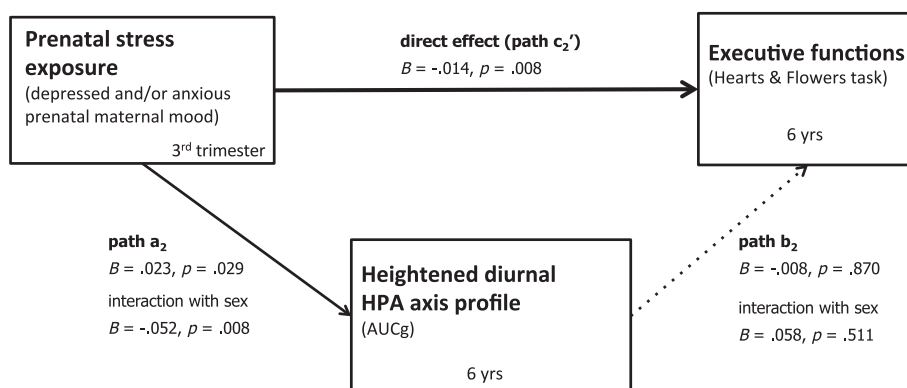 Prenatal stress
exposure
(depressed and/or anxious
prenatal maternal mood)
3rd trimester
direct effect (path c2')
B = -.014, p = .008
Executive functions
(Hearts & Flowers task)
6 yrs
path a2
B = .023, p = .029
interaction with sex
B = -.052, p = .008
Heightened diurnal
HPA axis profile
(AUCg)
6 yrs
path b2
B = -.008, p = .870
interaction with sex
B = .058, p = .511